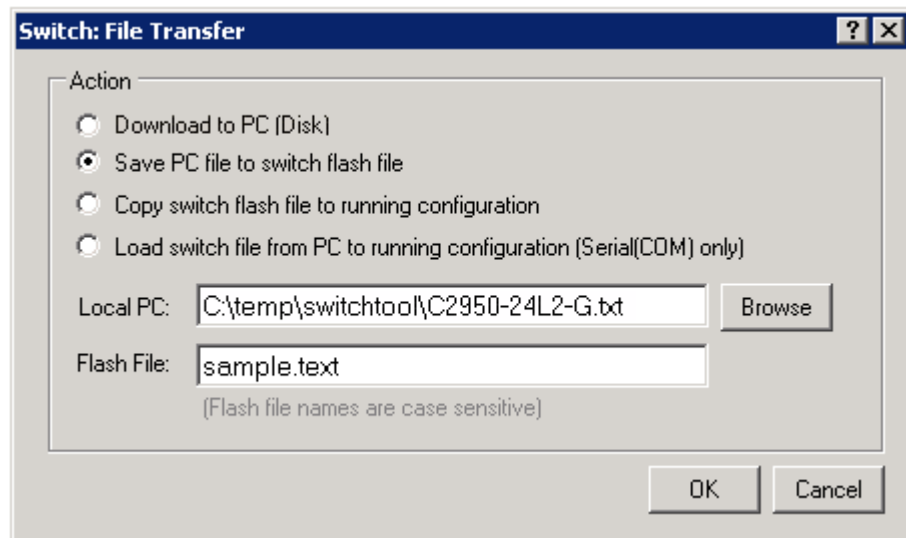 Switch: File Transfer
Action
Download to PC (Disk)
Save PC file to switch flash file
Copy switch flash file to running configuration
Load switch file from PC to running configuration (Serial(COM) only)
Local PC: C:\temp\switchtool\C2950-24L2-G.txt Browse
Flash File: sample.text
(Flash file names are case sensitive)
OK Cancel